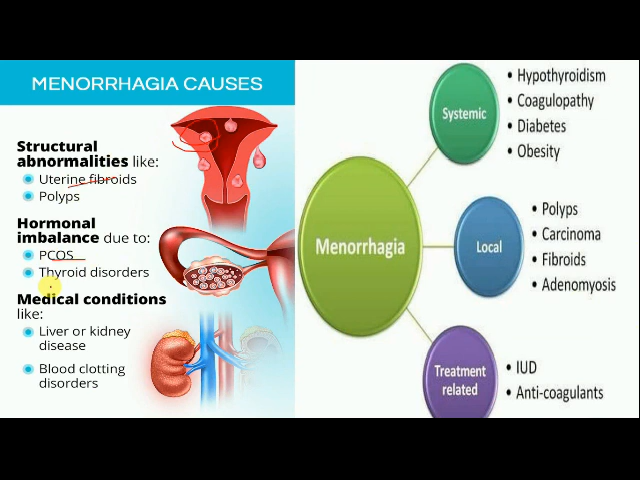 MENORRHAGIA CAUSES
Structural
abnormalities like:
Uterine fibroids
Polyps
Hormonal
imbalance due to:
PCOS
Thyroid disorders
Medical conditions
like:
Liver or kidney
disease
Blood clotting
disorders
Menorrhagia
Systemic
• Hypothyroidism
• Coagulopathy
• Diabetes
• Obesity
Local
• Polyps
• Carcinoma
• Fibroids
• Adenomyosis
Treatment
related
• IUD
• Anti-coagulants